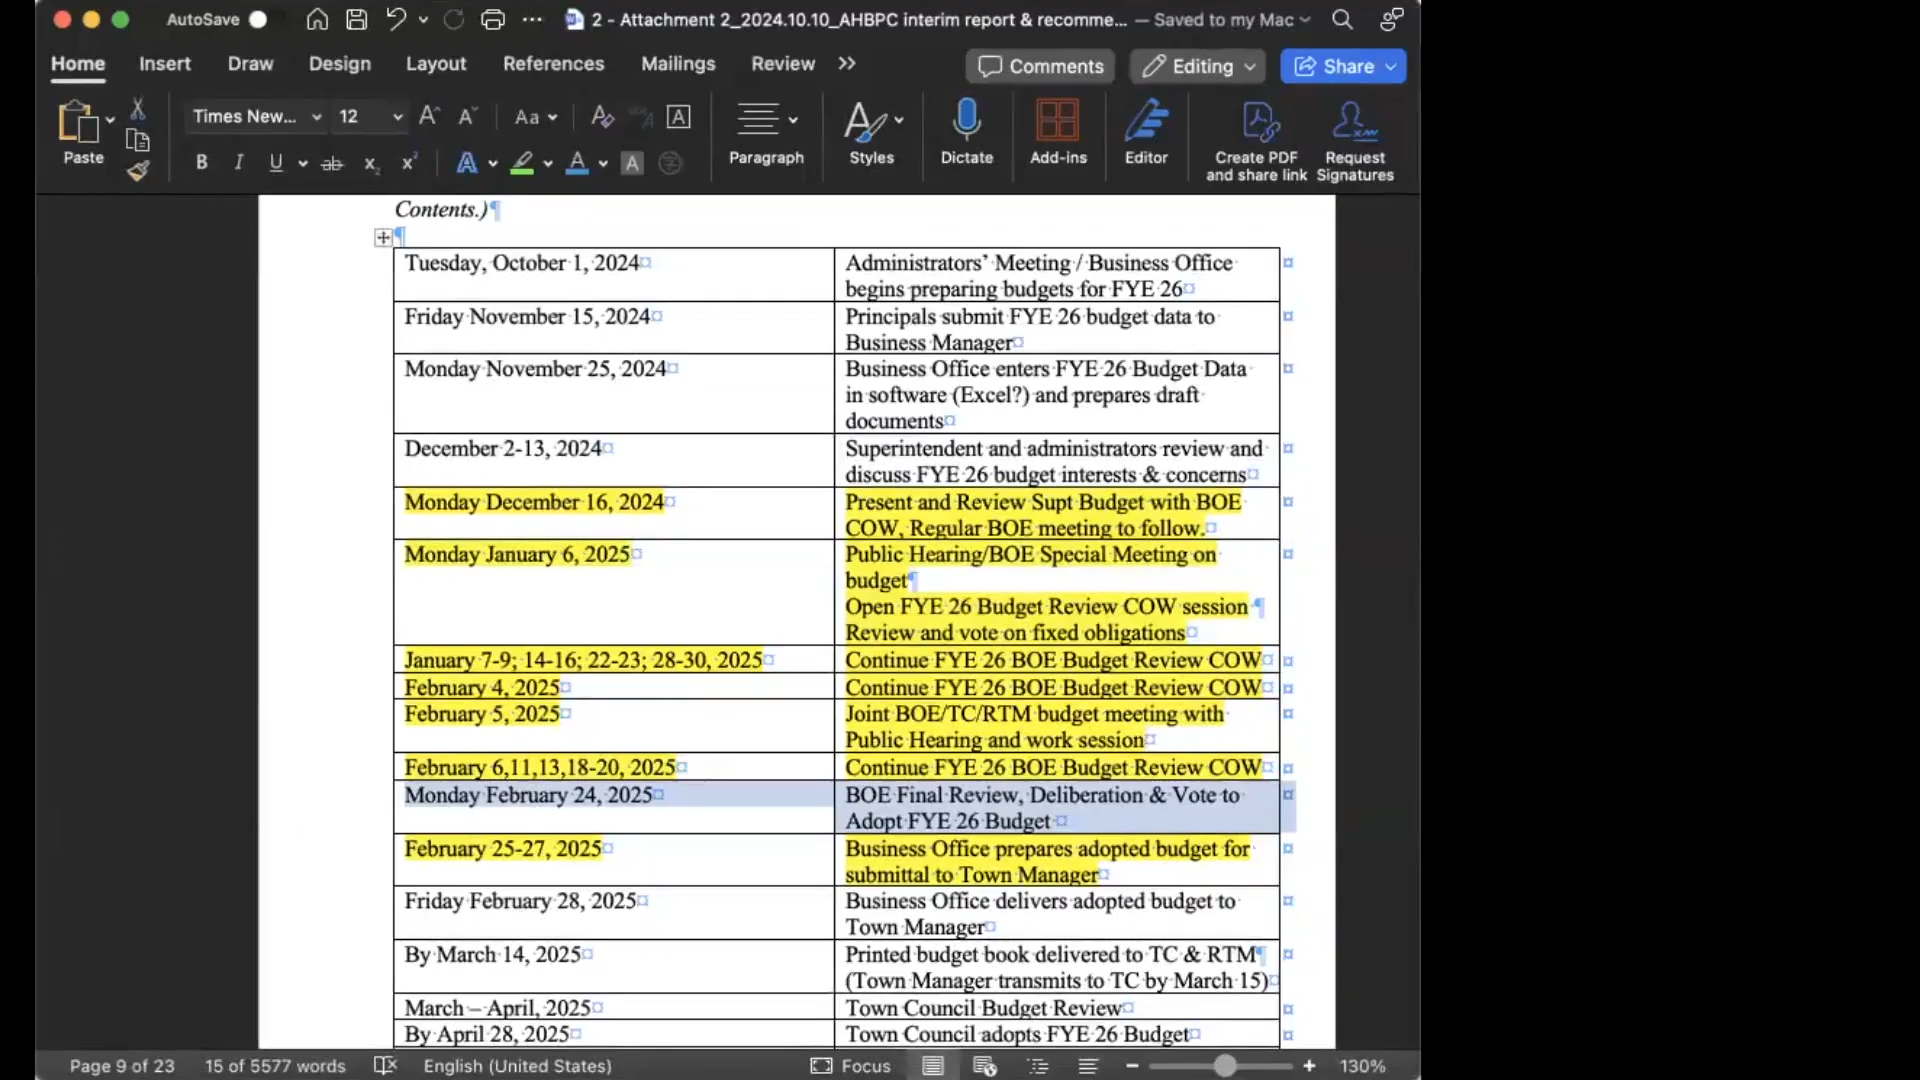 AutoSave
2 - Attachment 2_2024.10.10_AHBPC interim report & recomme... — Saved to my Mac
Home Insert Draw Design Layout References Mailings Review >> Comments Editing Share
Times New... 12 Aa
Paste Paragraph Styles Dictate Add-ins Editor Create PDF and share link Request Signatures
Contents.)
Tuesday, October 1, 2024 Administrators’ Meeting / Business Office
begins preparing budgets for FYE 26
Friday November 15, 2024 Principals submit FYE 26 budget data to
Business Manager
Monday November 25, 2024 Business Office enters FYE 26 Budget Data
in software (Excel?) and prepares draft
documents
December 2-13, 2024 Superintendent and administrators review and
discuss FYE 26 budget interests & concerns
Monday December 16, 2024 Present and Review Supt Budget with BOE
COW, Regular BOE meeting to follow.
Monday January 6, 2025 Public Hearing/BOE Special Meeting on
budget
Open FYE 26 Budget Review COW session
Review and vote on fixed obligations
January 7-9; 14-16; 22-23; 28-30, 2025 Continue FYE 26 BOE Budget Review COW
February 4, 2025 Continue FYE 26 BOE Budget Review COW
February 5, 2025 Joint BOE/TC/RTM budget meeting with
Public Hearing and work session
February 6,11,13,18-20, 2025 Continue FYE 26 BOE Budget Review COW
Monday February 24, 2025 BOE Final Review, Deliberation & Vote to
Adopt FYE 26 Budget
February 25-27, 2025 Business Office prepares adopted budget for
submittal to Town Manager
Friday February 28, 2025 Business Office delivers adopted budget to
Town Manager
By March 14, 2025 Printed budget book delivered to TC & RTM
(Town Manager transmits to TC by March 15)
March – April, 2025 Town Council Budget Review
By April 28, 2025 Town Council adopts FYE 26 Budget
Page 9 of 23 15 of 5577 words English (United States) Focus 130%